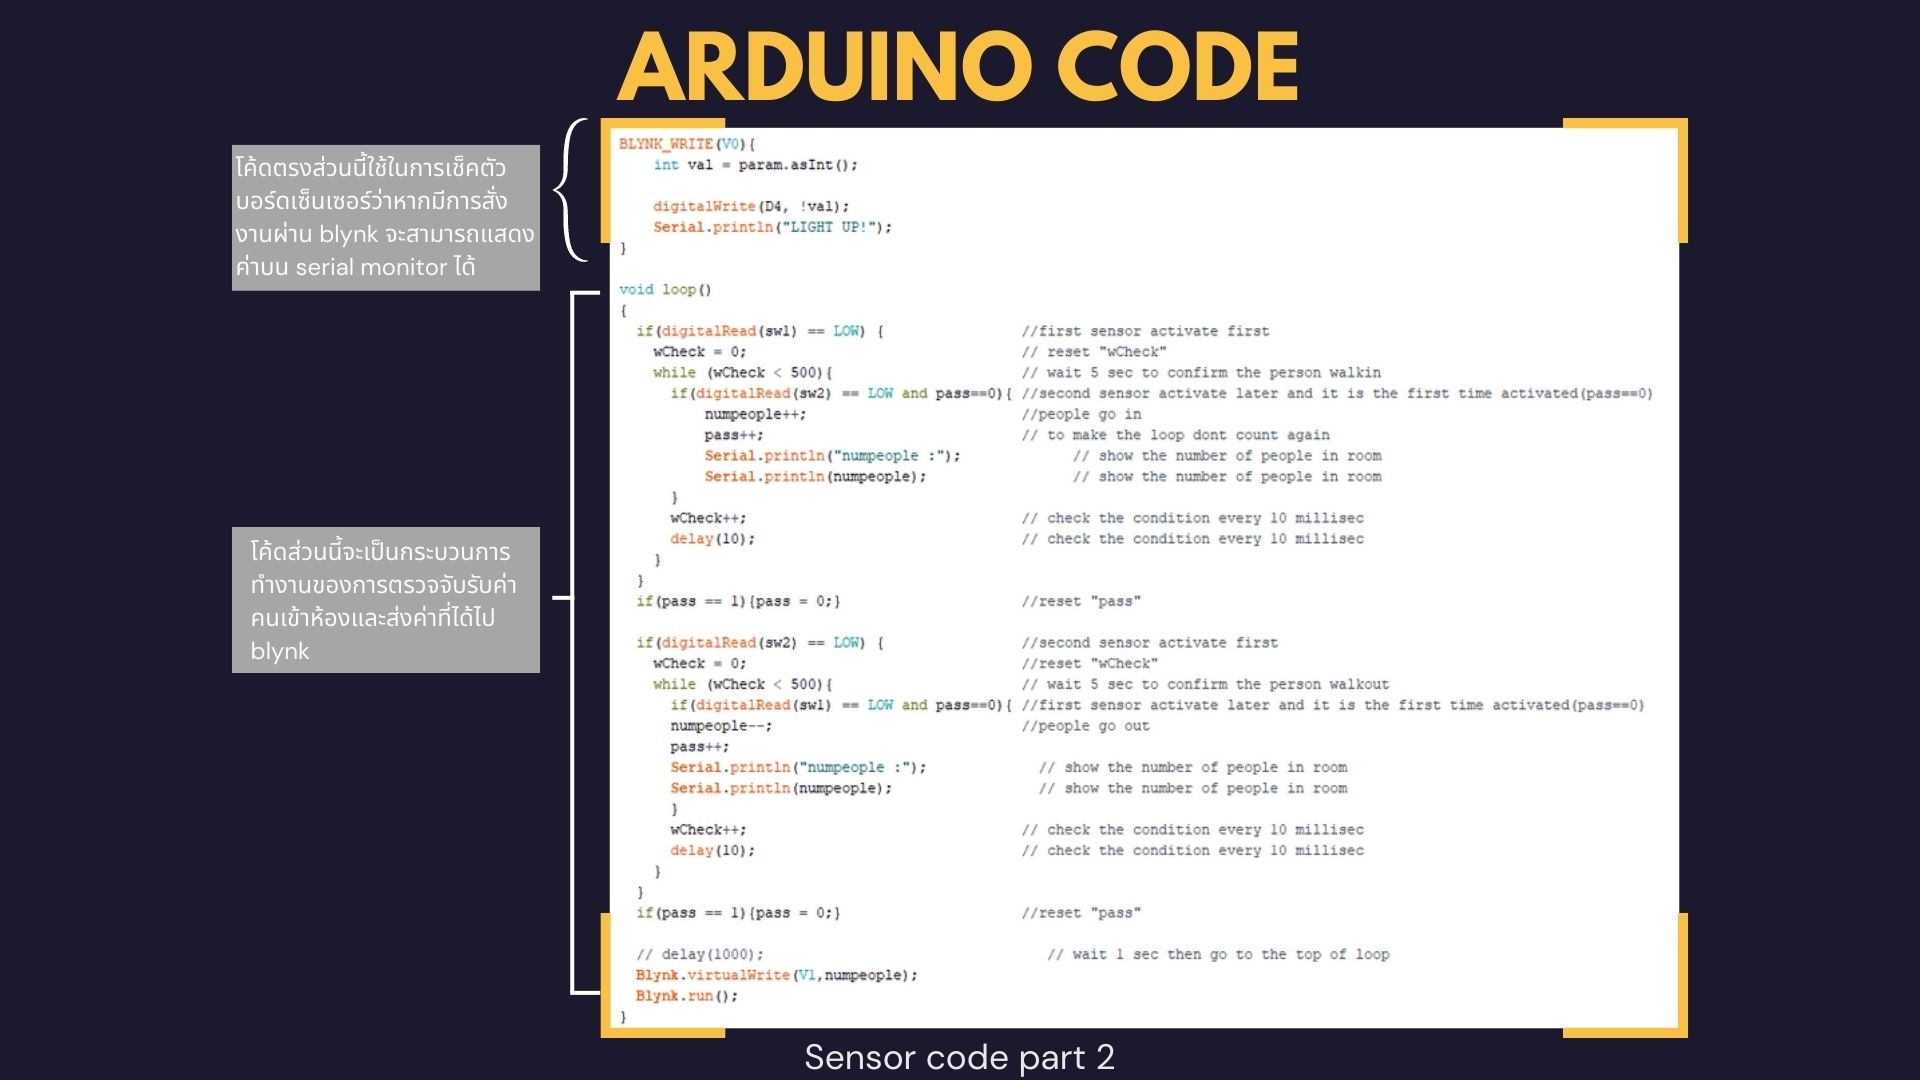 ARDUINO CODE
โค้ดตรงส่วนนี้ใช้ในการเช็คตัว
บอร์ดเซ็นเซอร์ว่าหากมีการสั่ง
งานผ่าน blynk จะสามารถแสดง
ค่าบน serial monitor ได้
BLYNK_WRITE(V0){
int val = param.asInt();
digitalWrite(D4, !val);
Serial.println("LIGHT UP!");
}
โค้ดส่วนนี้จะเป็นกระบวนการ
ทำงานของการตรวจจับรับค่า
คนเข้าห้องและส่งค่าที่ได้ไป
blynk
void loop()
{
if(digitalRead(sw1) == LOW) { //first sensor activate first
wCheck = 0; // reset "wCheck"
while (wCheck < 500){ // wait 5 sec to confirm the person walkin
if(digitalRead(sw2) == LOW and pass==0){ //second sensor activate later and it is the first time activated(pass==0)
numpeople++; //people go in
pass++; // to make the loop dont count again
Serial.println("numpeople :"); // show the number of people in room
Serial.println(numpeople); // show the number of people in room
}
wCheck++; // check the condition every 10 millisec
delay(10); // check the condition every 10 millisec
}
}
if(pass == 1){pass = 0;} //reset "pass"
if(digitalRead(sw2) == LOW) { //second sensor activate first
wCheck = 0; //reset "wCheck"
while (wCheck < 500){ // wait 5 sec to confirm the person walkout
if(digitalRead(sw1) == LOW and pass==0){ //first sensor activate later and it is the first time activated(pass==0)
numpeople--; //people go out
pass++;
Serial.println("numpeople :"); // show the number of people in room
Serial.println(numpeople); // show the number of people in room
}
wCheck++; // check the condition every 10 millisec
delay(10); // check the condition every 10 millisec
}
}
if(pass == 1){pass = 0;} //reset "pass"
// delay(1000); // wait 1 sec then go to the top of loop
Blynk.virtualWrite(V1,numpeople);
Blynk.run();
}
Sensor code part 2